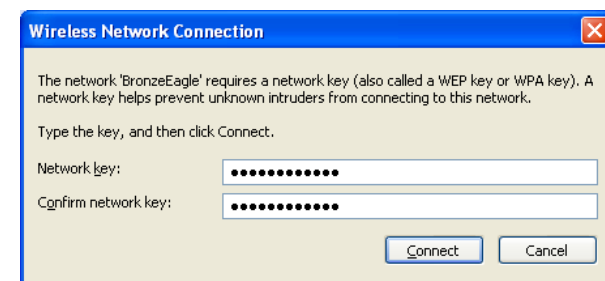 Wireless Network Connection
The network 'BronzeEagle' requires a network key (also called a WEP key or WPA key). A
network key helps prevent unknown intruders from connecting to this network.
Type the key, and then click Connect.
Network key: ●●●●●●●●●●●●
Confirm network key: ●●●●●●●●●●●●
Connect Cancel